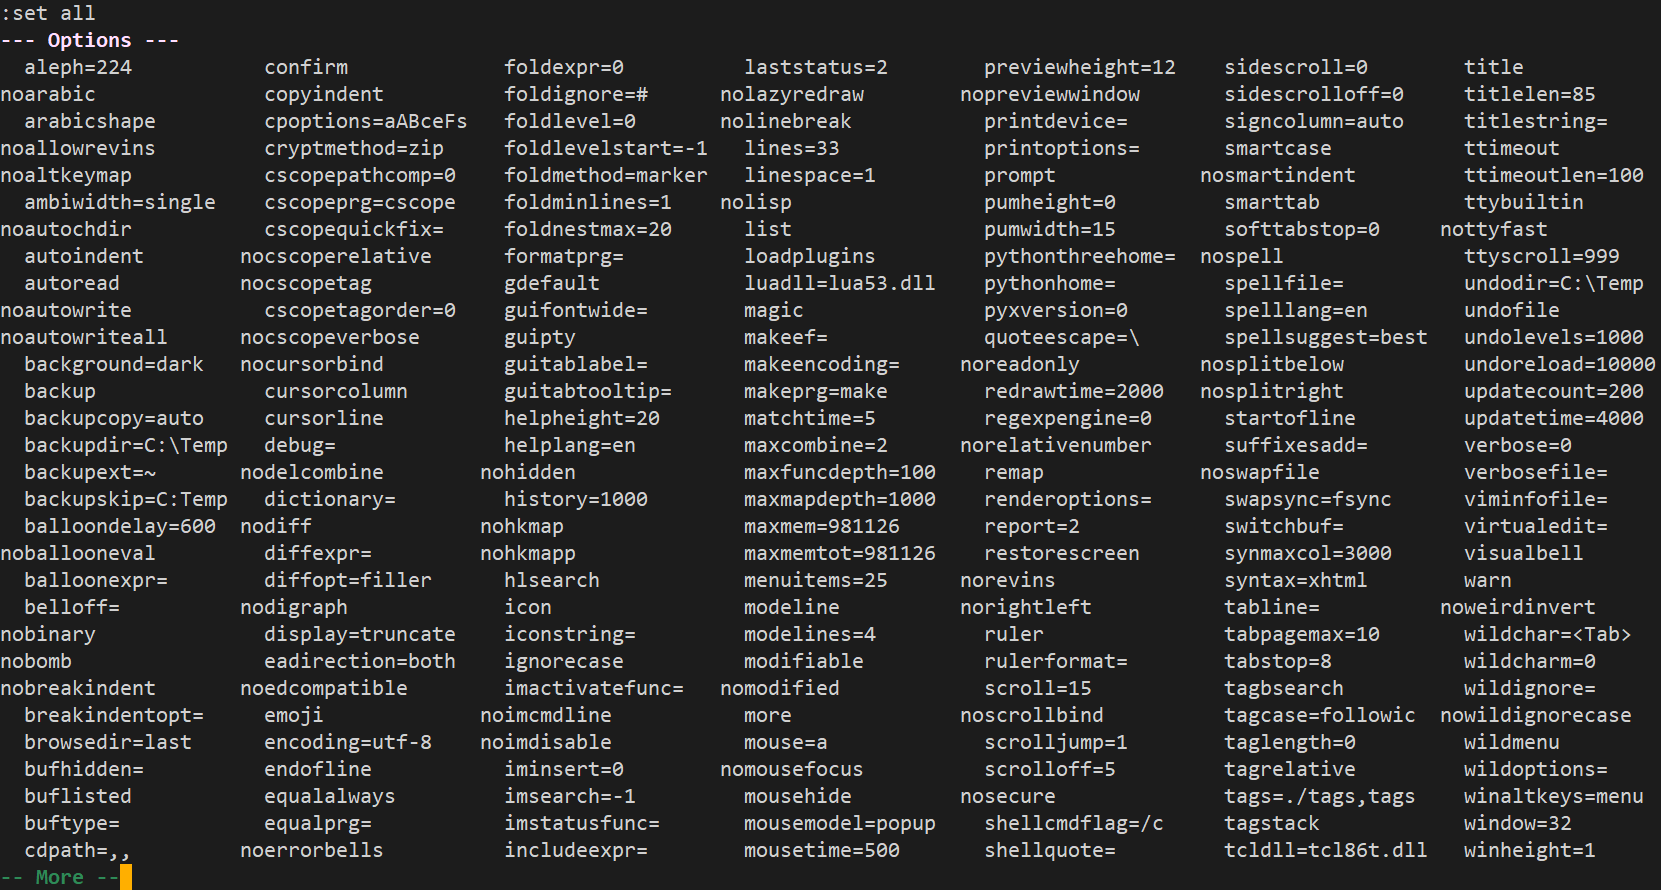 :set all
--- Options ---
  aleph=224           confirm             foldexpr=0          laststatus=2        previewheight=12    sidescroll=0        title
noarabic              copyindent          foldignore=#      nolazyredraw        nopreviewwindow       sidescrolloff=0     titlelen=85
  arabicshape         cpoptions=aABceFs   foldlevel=0       nolinebreak           printdevice=        signcolumn=auto     titlestring=
noallowrevins         cryptmethod=zip     foldlevelstart=-1   lines=33            printoptions=       smartcase           ttimeout
noaltkeymap           cscopepathcomp=0    foldmethod=marker   linespace=1         prompt            nosmartindent         ttimeoutlen=100
  ambiwidth=single    cscopeprg=cscope    foldminlines=1    nolisp                pumheight=0         smarttab            ttybuiltin
noautochdir           cscopequickfix=     foldnestmax=20      list                pumwidth=15         softtabstop=0     nottyfast
  autoindent        nocscoperelative      formatprg=          loadplugins         pythonthreehome=  nospell               ttyscroll=999
  autoread          nocscopetag           gdefault            luadll=lua53.dll    pythonhome=         spellfile=          undodir=C:\Temp
noautowrite           cscopetagorder=0    guifontwide=        magic               pyxversion=0        spelllang=en        undofile
noautowriteall      nocscopeverbose       guipty              makeef=             quoteescape=\       spellsuggest=best   undolevels=1000
  background=dark   nocursorbind          guitablabel=        makeencoding=     noreadonly          nosplitbelow          undoreload=10000
  backup              cursorcolumn        guitabtooltip=      makeprg=make        redrawtime=2000   nosplitright          updatecount=200
  backupcopy=auto     cursorline          helpheight=20       matchtime=5         regexpengine=0      startofline         updatetime=4000
  backupdir=C:\Temp   debug=              helplang=en         maxcombine=2      norelativenumber      suffixesadd=        verbose=0
  backupext=~       nodelcombine        nohidden              maxfuncdepth=100    remap             noswapfile            verbosefile=
  backupskip=C:Temp   dictionary=         history=1000        maxmapdepth=1000    renderoptions=      swapsync=fsync      viminfofile=
  balloondelay=600  nodiff              nohkmap               maxmem=981126       report=2            switchbuf=          virtualedit=
noballooneval         diffexpr=         nohkmapp              maxmemtot=981126    restorescreen       synmaxcol=3000      visualbell
  balloonexpr=        diffopt=filler      hlsearch            menuitems=25      norevins              syntax=xhtml        warn
  belloff=          nodigraph             icon                modeline          norightleft           tabline=          noweirdinvert
nobinary              display=truncate    iconstring=         modelines=4         ruler               tabpagemax=10       wildchar=<Tab>
nobomb                eadirection=both    ignorecase          modifiable          rulerformat=        tabstop=8           wildcharm=0
nobreakindent       noedcompatible        imactivatefunc=   nomodified            scroll=15           tagbsearch          wildignore=
  breakindentopt=     emoji             noimcmdline           more              noscrollbind          tagcase=followic  nowildignorecase
  browsedir=last      encoding=utf-8    noimdisable           mouse=a             scrolljump=1        taglength=0         wildmenu
  bufhidden=          endofline           iminsert=0        nomousefocus          scrolloff=5         tagrelative         wildoptions=
  buflisted           equalalways         imsearch=-1         mousehide         nosecure              tags=./tags,tags    winaltkeys=menu
  buftype=            equalprg=           imstatusfunc=       mousemodel=popup    shellcmdflag=/c     tagstack            window=32
  cdpath=,,         noerrorbells          includeexpr=        mousetime=500       shellquote=         tcldll=tcl86t.dll   winheight=1
-- More --